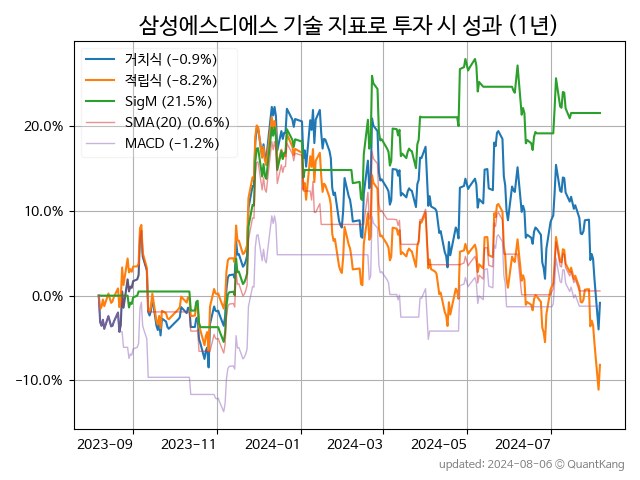 삼성에스디에스 기술 지표로 투자 시 성과 (1년)
거치식 (−0.9%)
적립식 (−8.2%)
SigM (21.5%)
SMA(20) (0.6%)
MACD (−1.2%)
20.0%
10.0%
0.0%
−10.0%
2023-09 2023-11 2024-01 2024-03 2024-05 2024-07
updated: 2024-08-06 © QuantKang